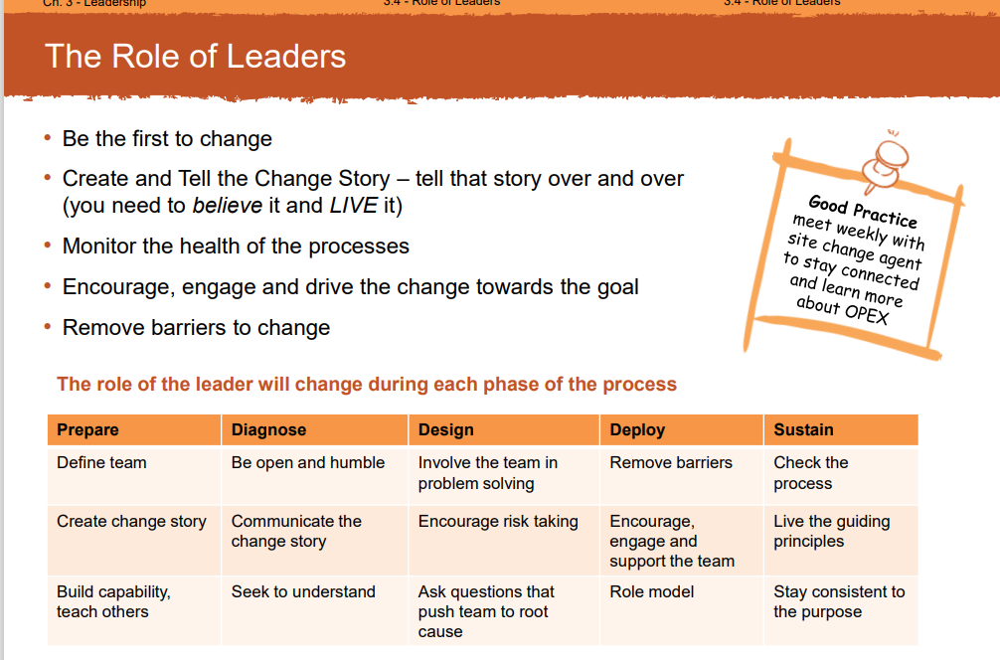 Ch. 3 - Leadership 3.4 - Role of Leaders 3.4 - Role of Leaders
The Role of Leaders
• Be the first to change
• Create and Tell the Change Story – tell that story over and over
(you need to believe it and LIVE it)
• Monitor the health of the processes
• Encourage, engage and drive the change towards the goal
• Remove barriers to change
Good Practice
meet weekly with
site change agent
to stay connected
and learn more
about OPEX
The role of the leader will change during each phase of the process
Prepare Diagnose Design Deploy Sustain
Define team Be open and humble Involve the team in Remove barriers Check the
problem solving process
Create change story Communicate the Encourage risk taking Encourage, Live the guiding
change story engage and principles
support the team
Build capability, Seek to understand Ask questions that Role model Stay consistent to
teach others push team to root the purpose
cause